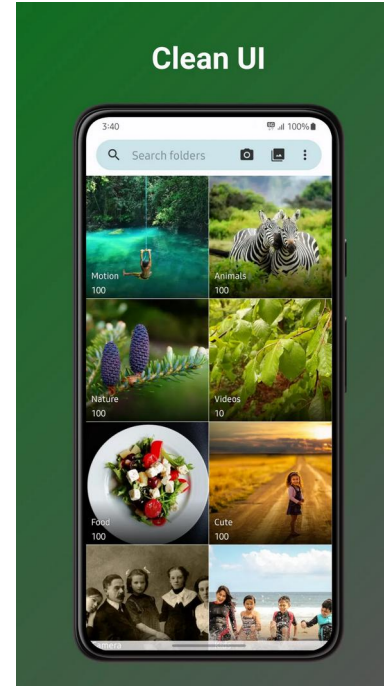 Clean UI
3:40
100%
Search folders
Motion
100
Animals
100
Nature
100
Videos
10
Food
100
Cute
100